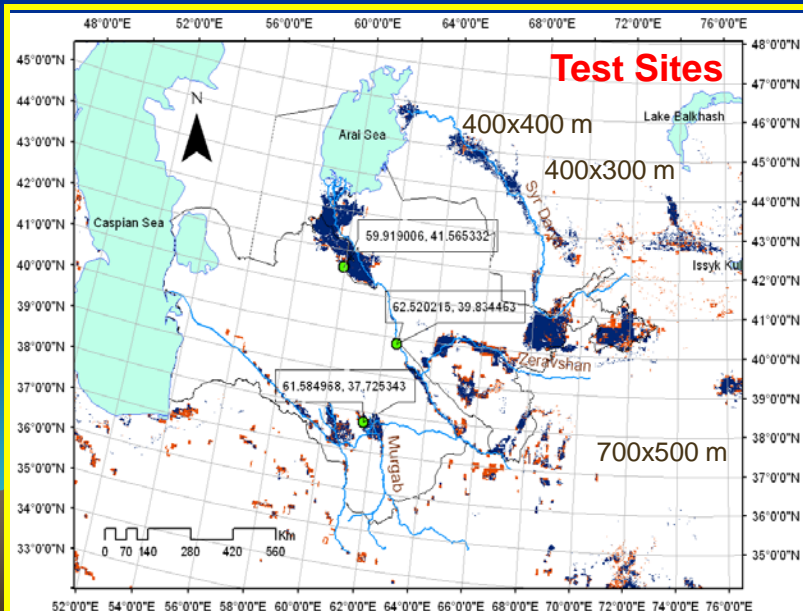 48°0'0"E 56°0'0"E 60°0'0"E 64°0'0"E 68°0'0"E 70°0'0"E 72°0'0"E 76°0'0"E
Test Sites
45°0'0"N
44°0'0"N
43°0'0"N
42°0'0"N
41°0'0"N
40°0'0"N
39°0'0"N
38°0'0"N
37°0'0"N
36°0'0"N
35°0'0"N
34°0'0"N
33°0'0"N
N
Aral Sea
400x400 m
Lake Balkhash
400x300 m
Syr Dar
Caspian Sea
59.919006, 41.565332
Issyk Kul
62.520215, 39.834463
Zeravshan
61.584968, 37.725343
Murgab
700x500 m
Km
0 70 140 280 420 560
48°0'0"N
47°0'0"N
46°0'0"N
45°0'0"N
44°0'0"N
43°0'0"N
42°0'0"N
41°0'0"N
40°0'0"N
39°0'0"N
38°0'0"N
37°0'0"N
36°0'0"N
35°0'0"N
52°0'0"E 56°0'0"E 58°0'0"E 60°0'0"E 62°0'0"E 64°0'0"E 66°0'0"E 68°0'0"E 70°0'0"E 72°0'0"E 76°0'0"E